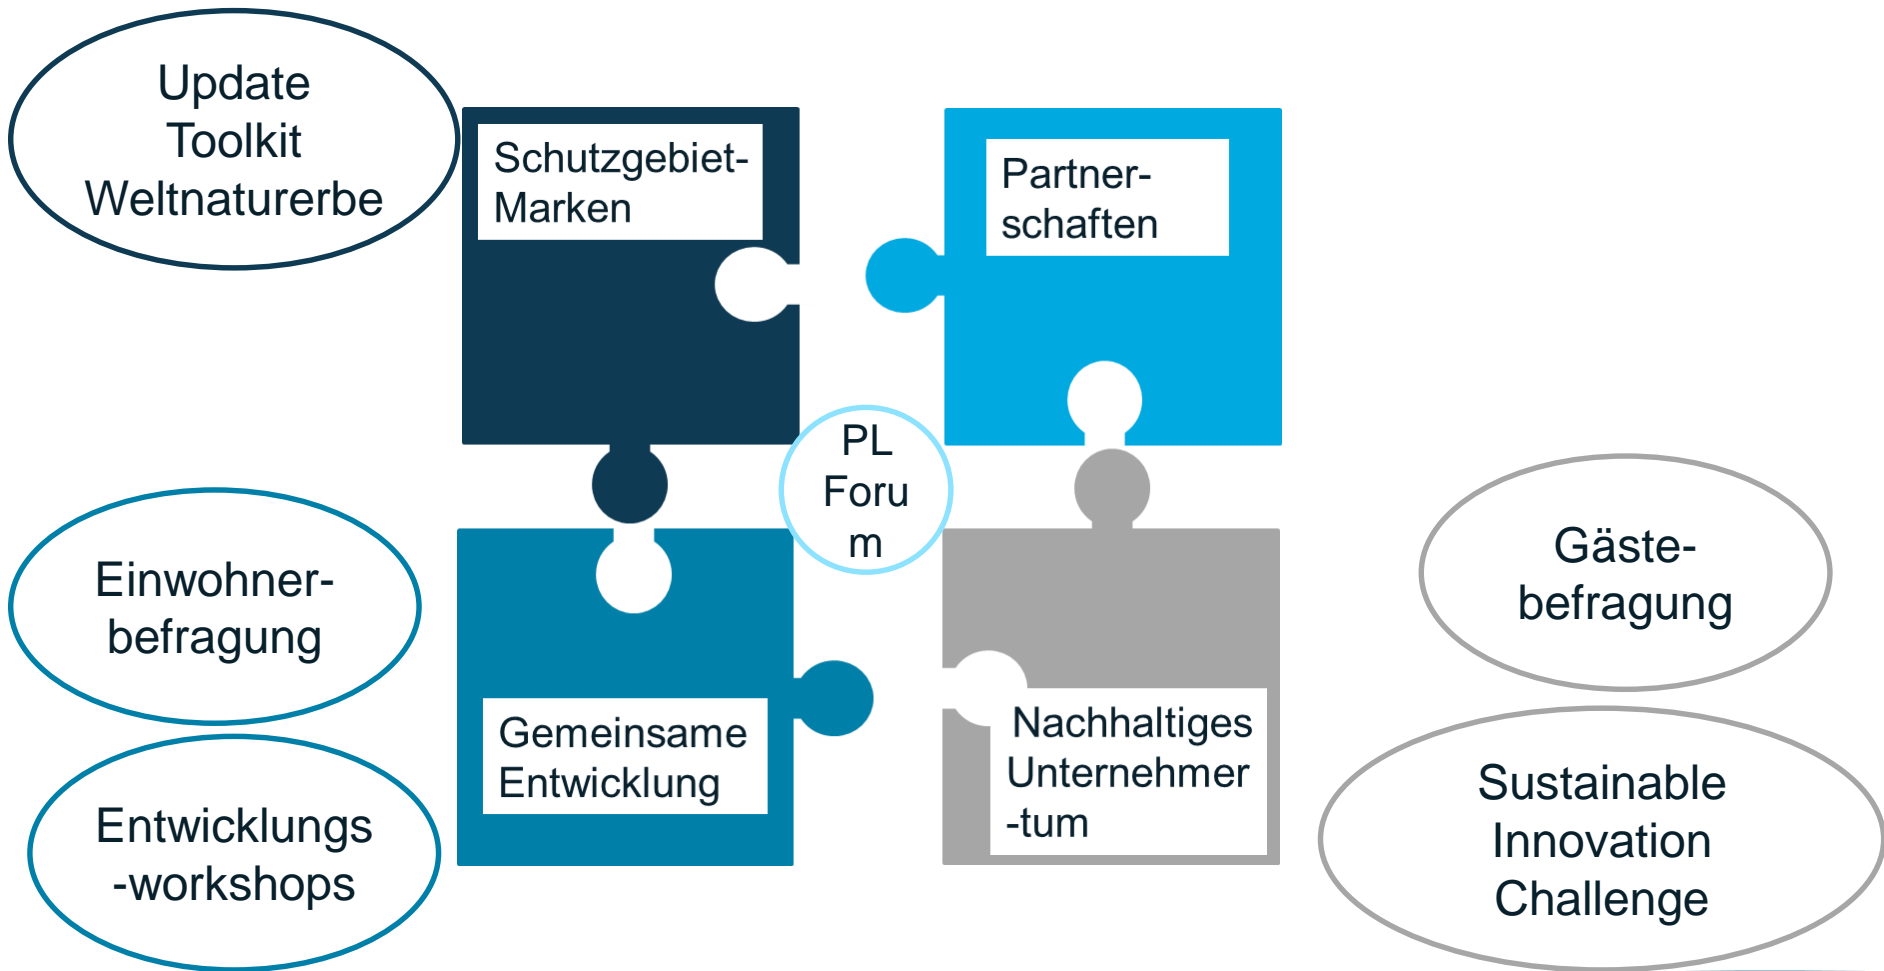 Update
Toolkit
Weltnaturerbe
Schutzgebiet-
Marken
Partner-
schaften
PL
Foru
m
Einwohner-
befragung
Gäste-
befragung
Gemeinsame
Entwicklung
Nachhaltiges
Unternehmer
-tum
Entwicklungs
-workshops
Sustainable
Innovation
Challenge